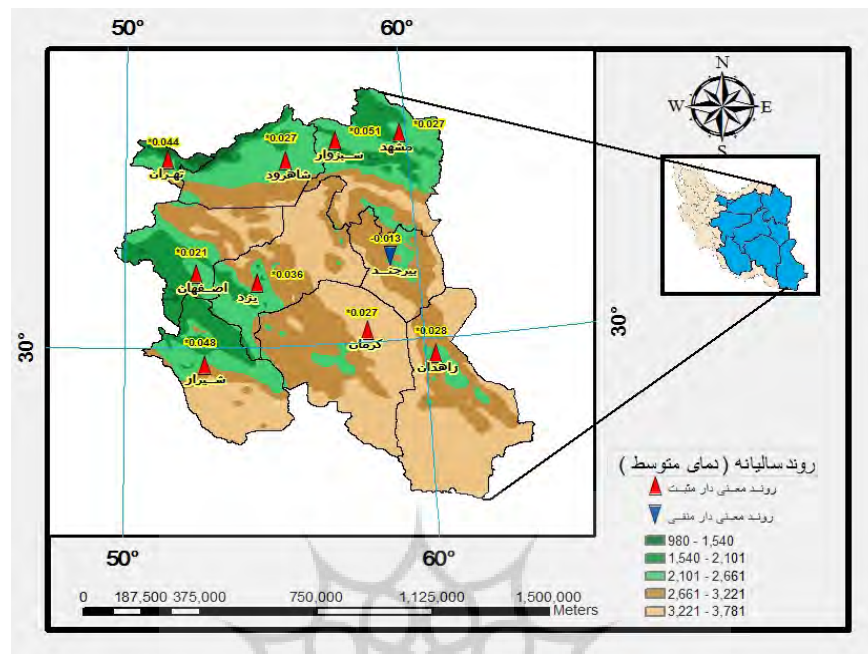 50°
60°
N
W E
S
*0.044
تهران
*0.027
شاهرود
*0.051
سبزوار
*0.027
مشهد
*0.021
اصفهان
*0.036
یزد
-0.013
بیرجند
*0.027
کرمان
*0.028
زاهدان
*0.048
شیراز
30°
30°
روند سالیانه ( دمای متوسط )
روند معنی دار مثبت
روند معنی دار منفی
980 - 1,540
1,540 - 2,101
2,101 - 2,661
2,661 - 3,221
3,221 - 3,781
50°
60°
0 187,500 375,000 750,000 1,125,000 1,500,000
Meters